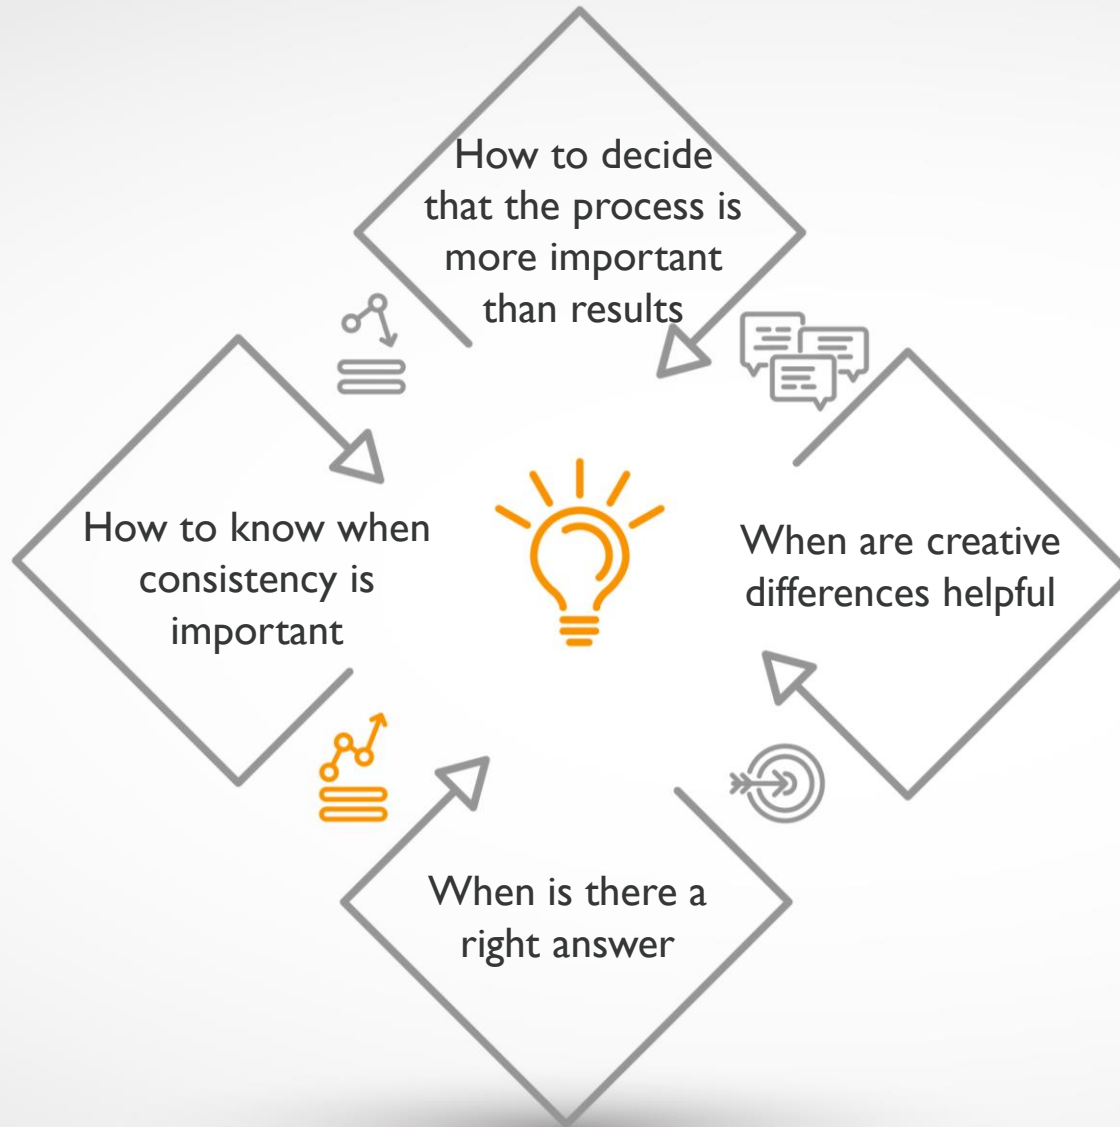 How to decide
that the process is
more important
than results
How to know when
consistency is
important
When are creative
differences helpful
When is there a
right answer